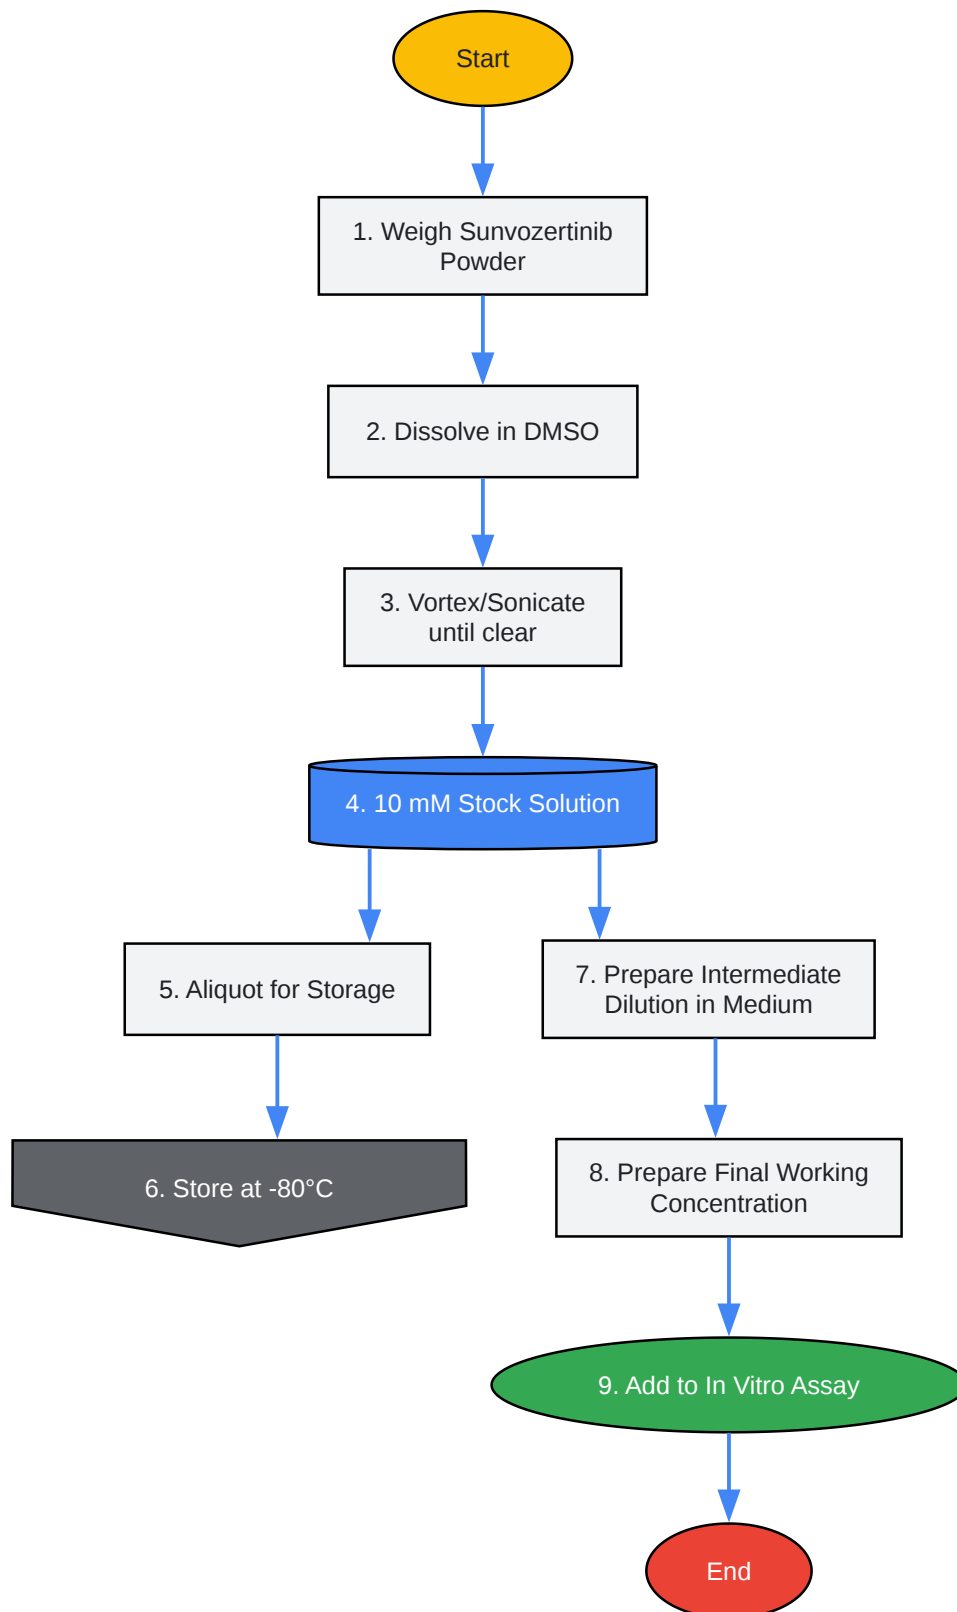 Start
1. Weigh Sunvozertinib
Powder
2. Dissolve in DMSO
3. Vortex/Sonicate
until clear
4. 10 mM Stock Solution
5. Aliquot for Storage
6. Store at -80°C
7. Prepare Intermediate
Dilution in Medium
8. Prepare Final Working
Concentration
9. Add to In Vitro Assay
End